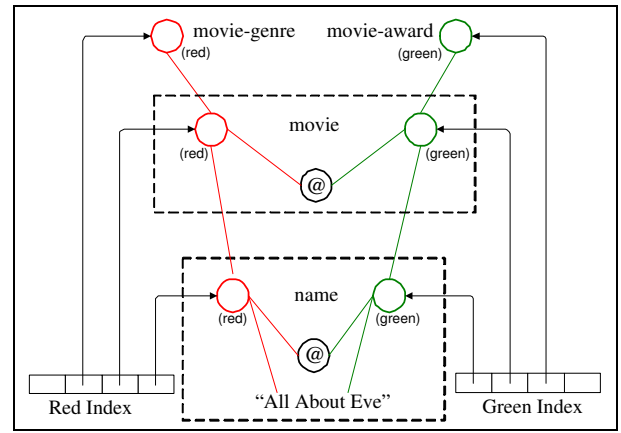 movie-genre movie-award
(red) (green)
movie
(red) (green)
@
name
(red) (green)
@
“All About Eve”
Red Index Green Index